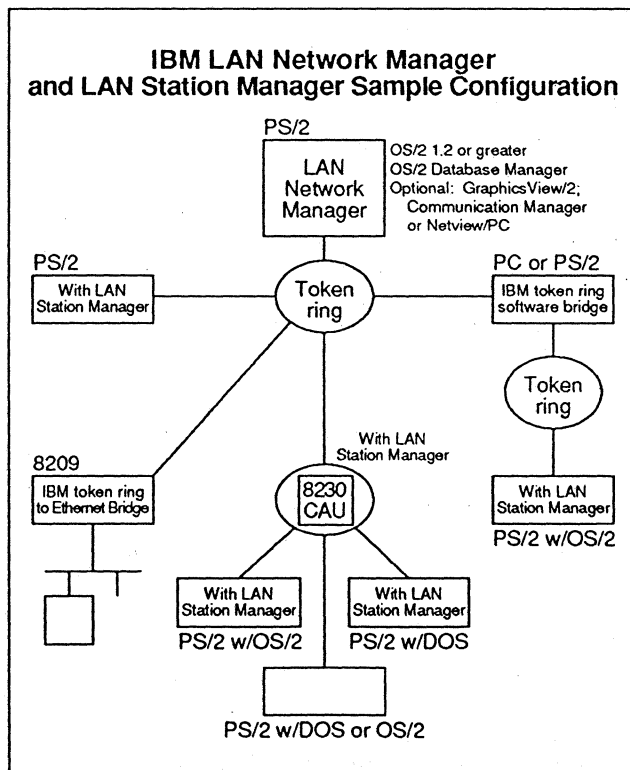 IBM LAN Network Manager
and LAN Station Manager Sample Configuration
PS/2
LAN
Network
Manager
OS/2 1.2 or greater
OS/2 Database Manager
Optional: GraphicsView/2;
Communication Manager
or Netview/PC
PS/2
With LAN
Station Manager
Token
ring
PC or PS/2
IBM token ring
software bridge
Token
ring
With LAN
Station Manager
PS/2 w/OS/2
8209
IBM token ring
to Ethernet Bridge
With LAN
Station Manager
8230
CAU
With LAN
Station Manager
PS/2 w/OS/2
With LAN
Station Manager
PS/2 w/DOS
PS/2 w/DOS or OS/2